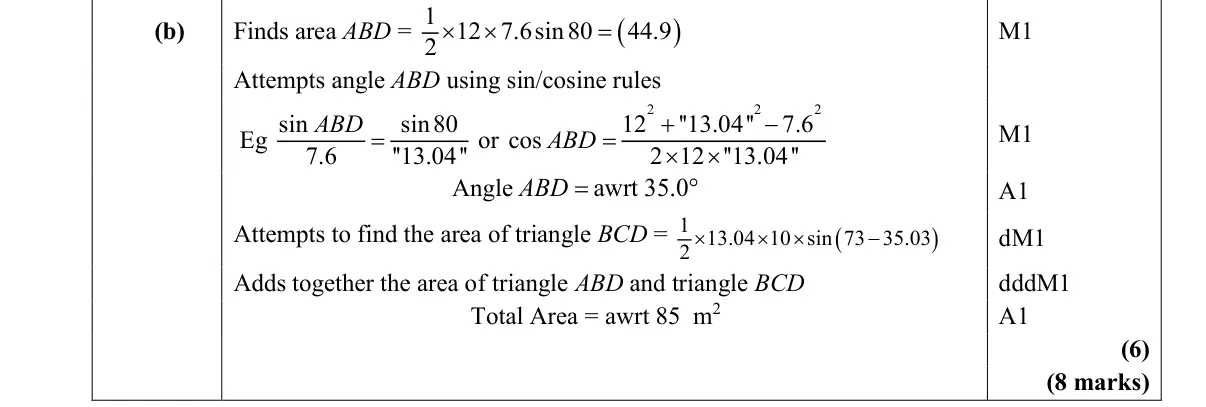 (b) Finds area ABD = 1/2 × 12 × 7.6 sin 80 = (44.9) M1
Attempts angle ABD using sin/cosine rules
Eg sin ABD / 7.6 = sin 80 / "13.04" or cos ABD = (12² + "13.04"² − 7.6²) / (2 × 12 × "13.04") M1
Angle ABD = awrt 35.0° A1
Attempts to find the area of triangle BCD = 1/2 × 13.04 × 10 × sin (73 − 35.03) dM1
Adds together the area of triangle ABD and triangle BCD dddM1
Total Area = awrt 85 m² A1
(6)
(8 marks)